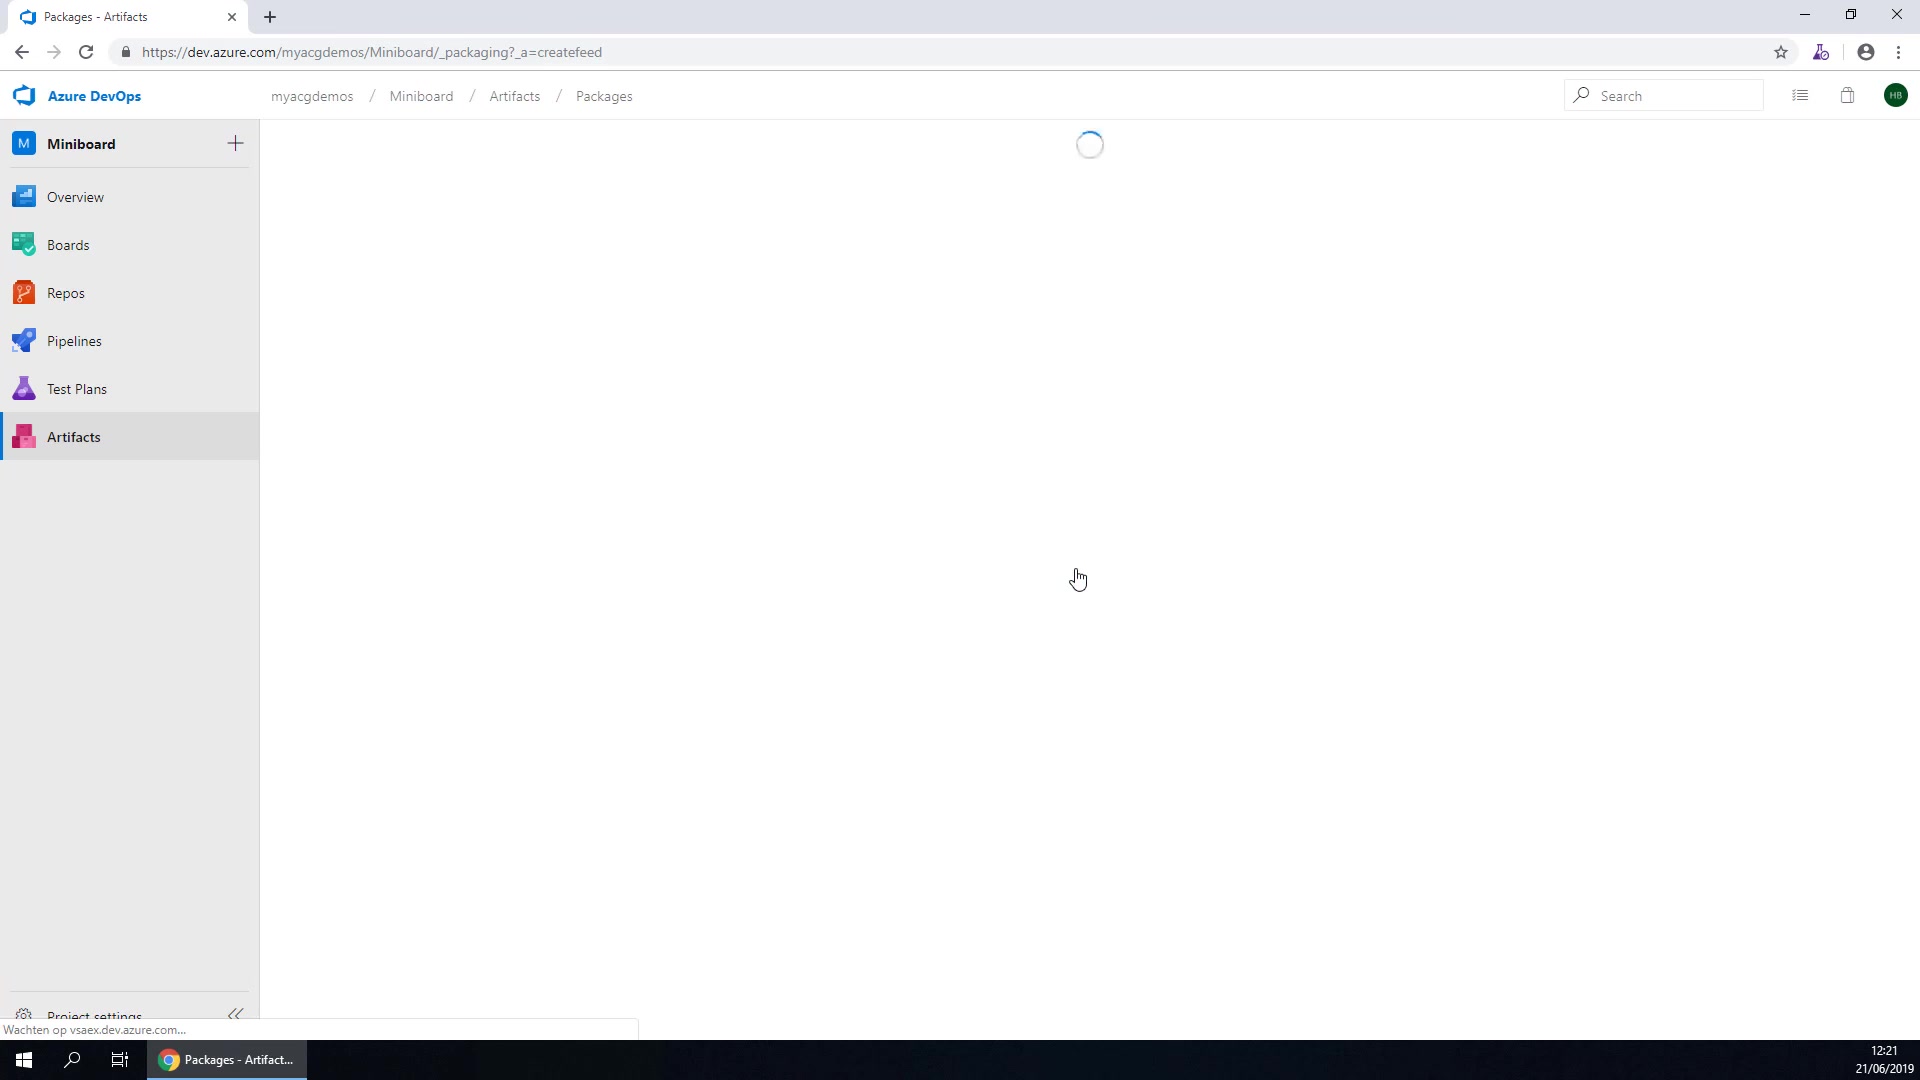 Packages - Artifacts
https://dev.azure.com/myacgdemos/Miniboard/_packaging?_a=createfeed
Azure DevOps
myacgdemos / Miniboard / Artifacts / Packages
Search
HB
M Miniboard
Overview
Boards
Repos
Pipelines
Test Plans
Artifacts
Project settings
Wachten op vsaex.dev.azure.com...
Packages - Artifact...
12:21
21/06/2019